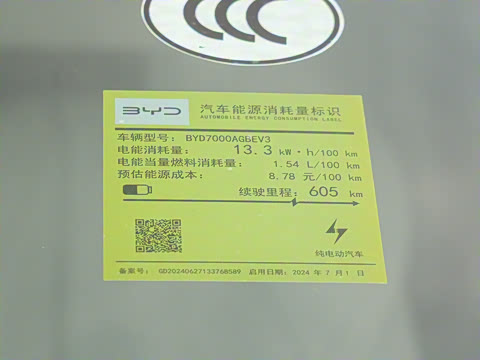 CCC
BYD 汽车能源消耗量标识
AUTOMOBILE ENERGY CONSUMPTION LABEL
车辆型号: BYD7000AGbEV3
电能消耗量: 13.3 kW·h/100 km
电能当量燃料消耗量: 1.54 L/100 km
预估能源成本: 8.78 元/100 km
续驶里程: 605 km
纯电动汽车
备案号: GD20240627133768589 启用日期: 2024 年 7 月 1 日